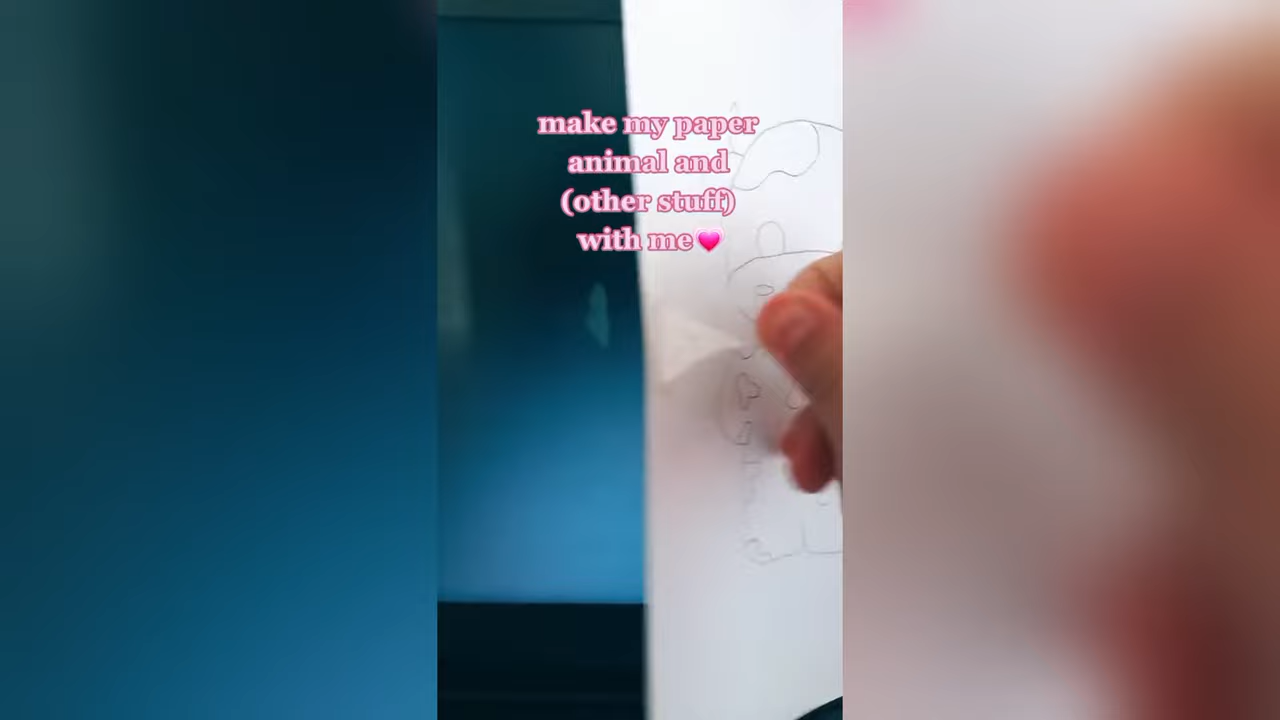 make my paper
animal and
(other stuff)
with me💗